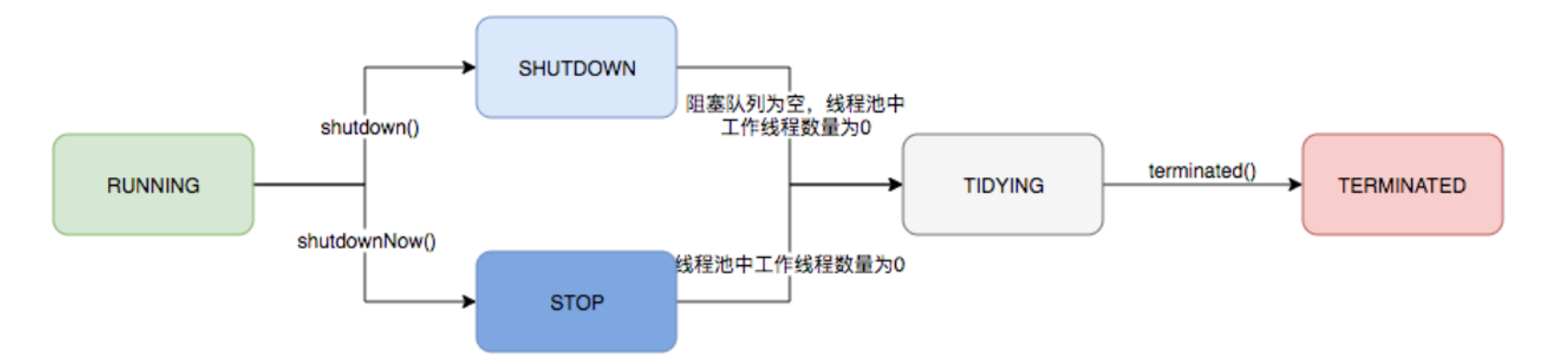 RUNNING
shutdown()
shutdownNow()
SHUTDOWN
STOP
阻塞队列为空，线程池中
工作线程数量为0
线程池中工作线程数量为0
TIDYING
terminated()
TERMINATED